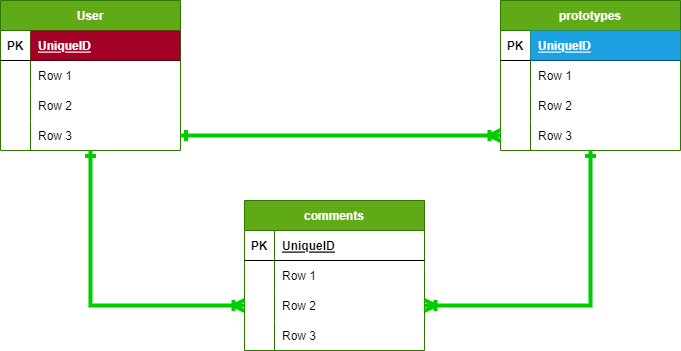 User
PK UniqueID
Row 1
Row 2
Row 3
prototypes
PK UniqueID
Row 1
Row 2
Row 3
comments
PK UniqueID
Row 1
Row 2
Row 3